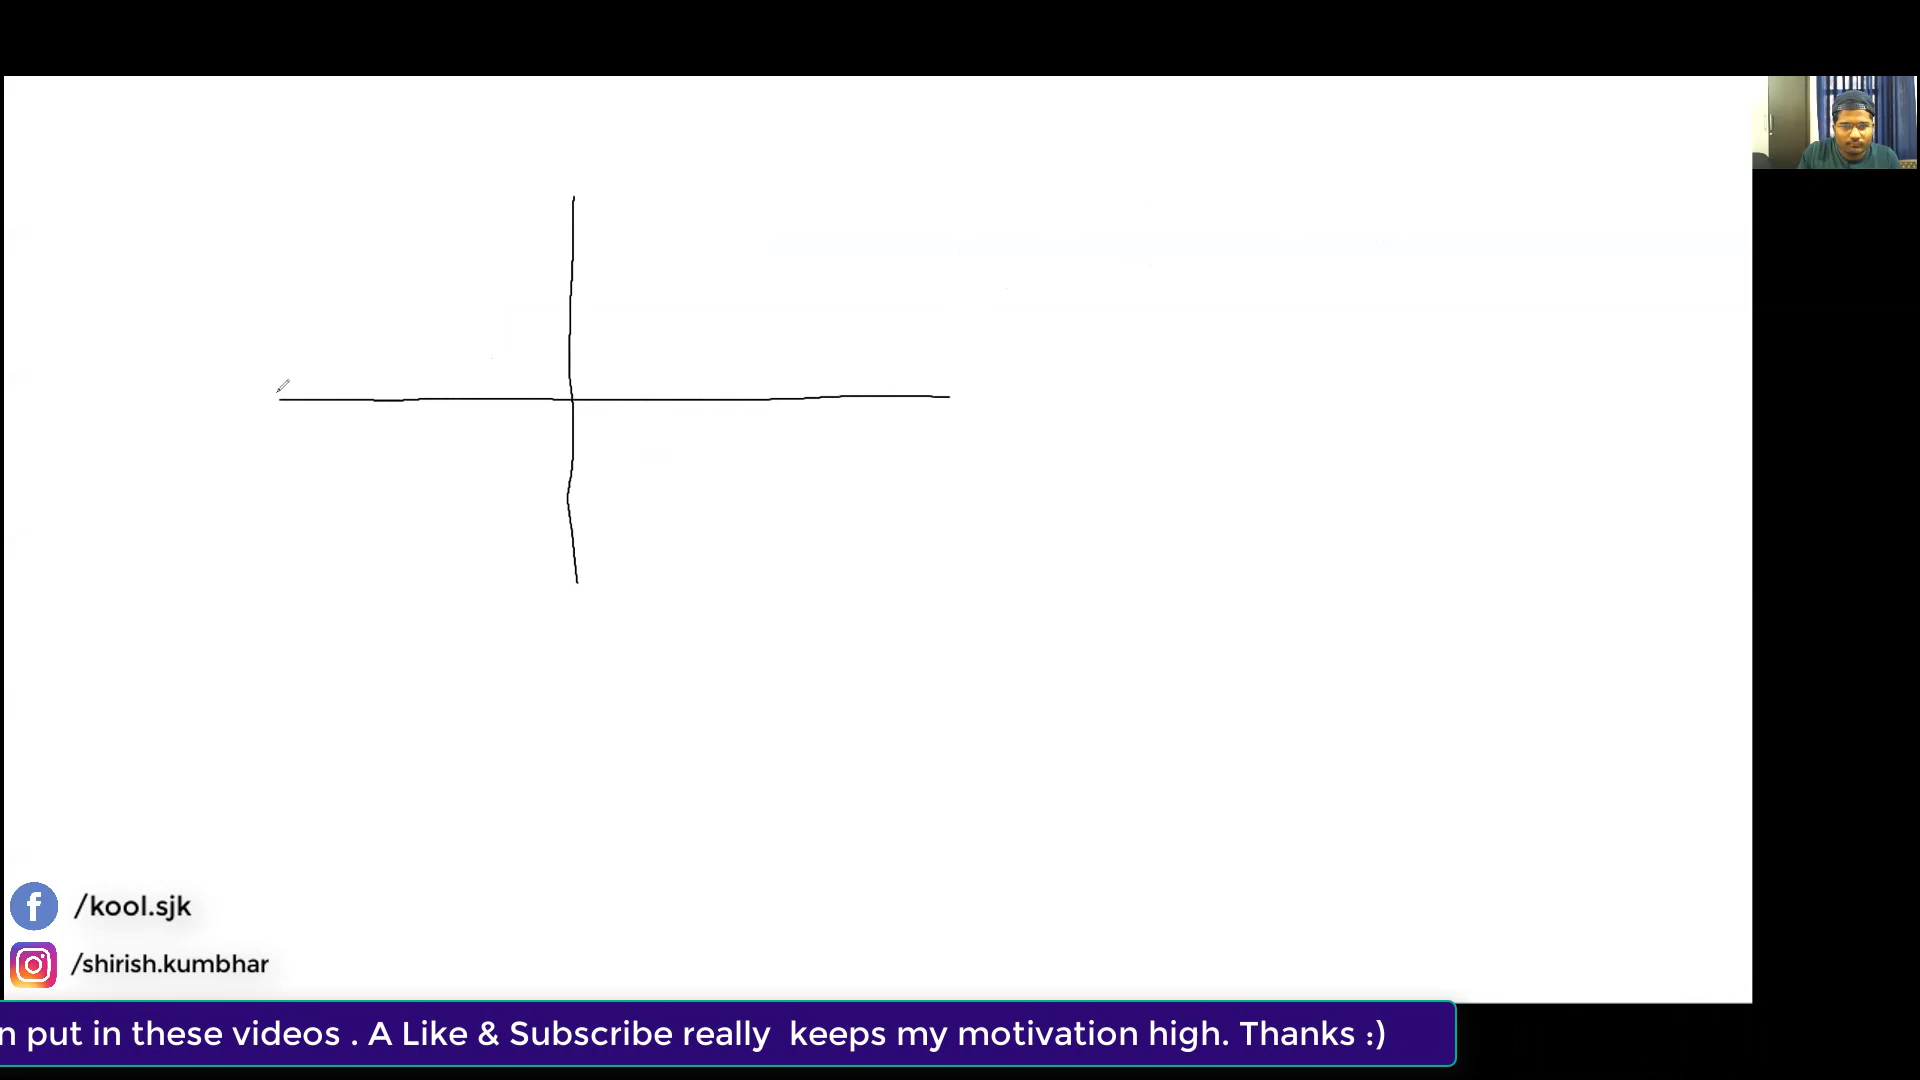 /kool.sjk
/shirish.kumbhar
n put in these videos . A Like & Subscribe really keeps my motivation high. Thanks :)